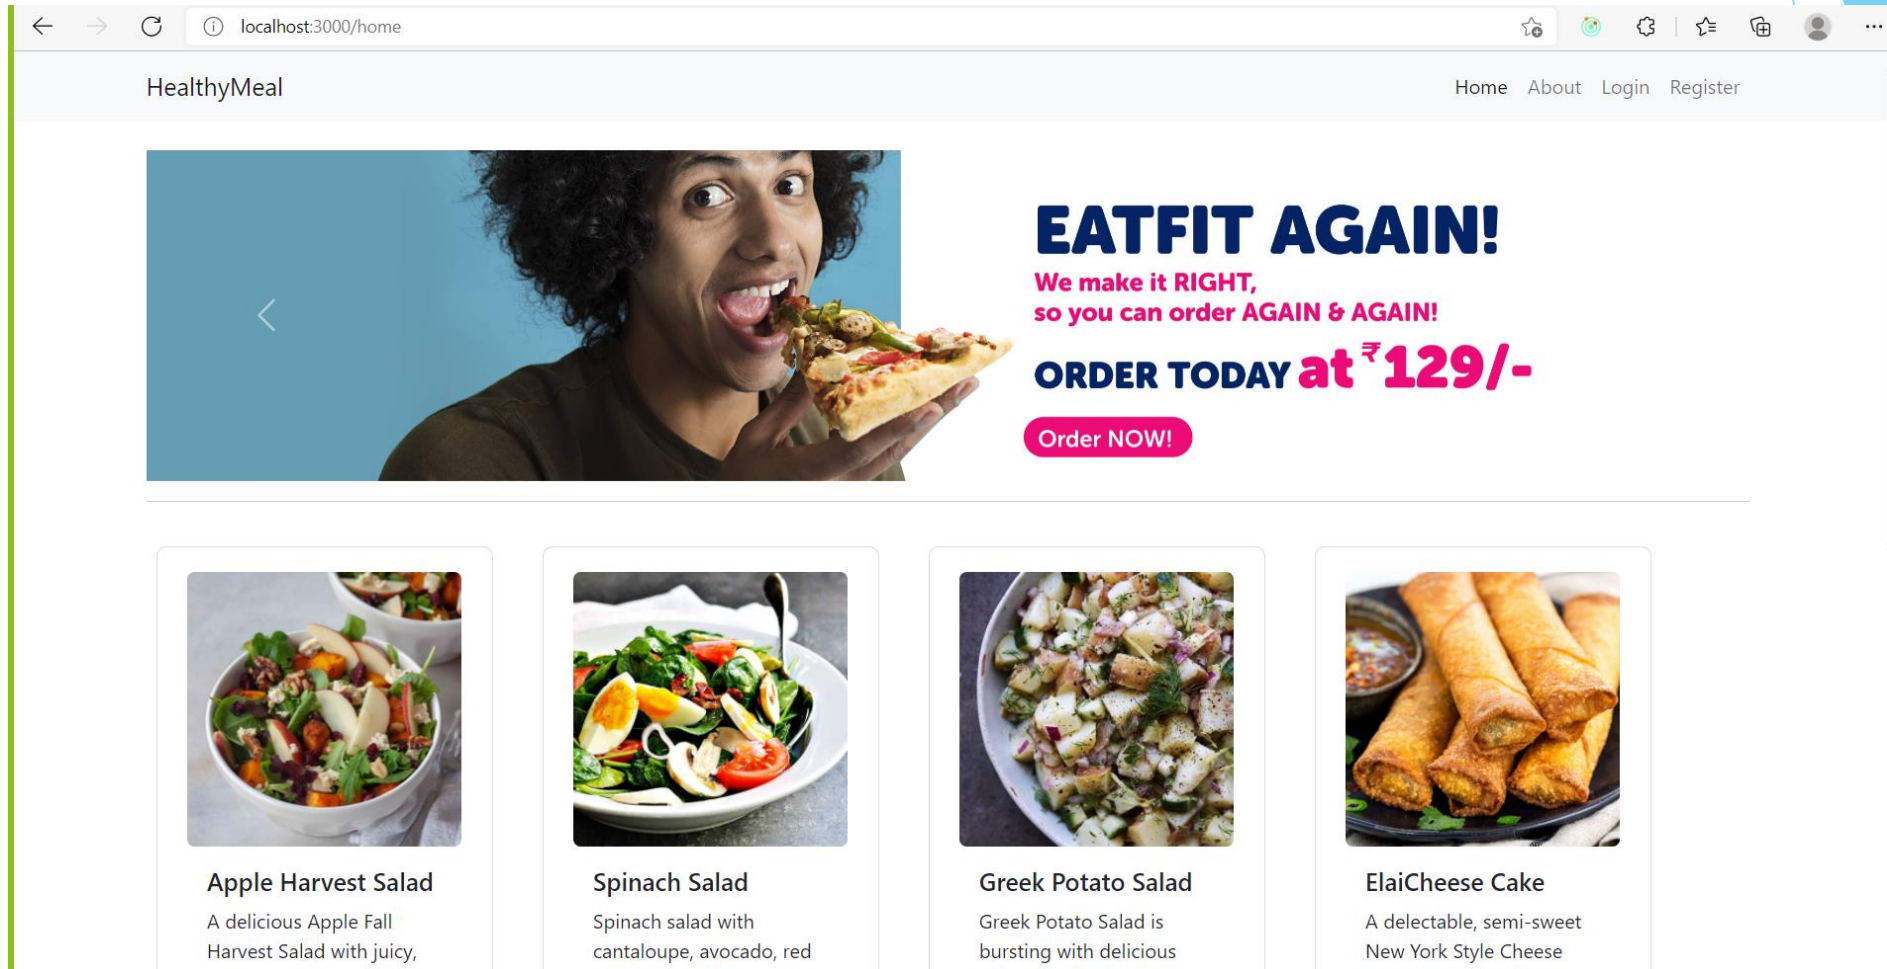 localhost:3000/home
HealthyMeal
Home About Login Register
EATFIT AGAIN!
We make it RIGHT,
so you can order AGAIN & AGAIN!
ORDER TODAY at ₹129/-
Order NOW!
Apple Harvest Salad
A delicious Apple Fall
Harvest Salad with juicy,
Spinach Salad
Spinach salad with
cantaloupe, avocado, red
Greek Potato Salad
Greek Potato Salad is
bursting with delicious
ElaiCheese Cake
A delectable, semi-sweet
New York Style Cheese